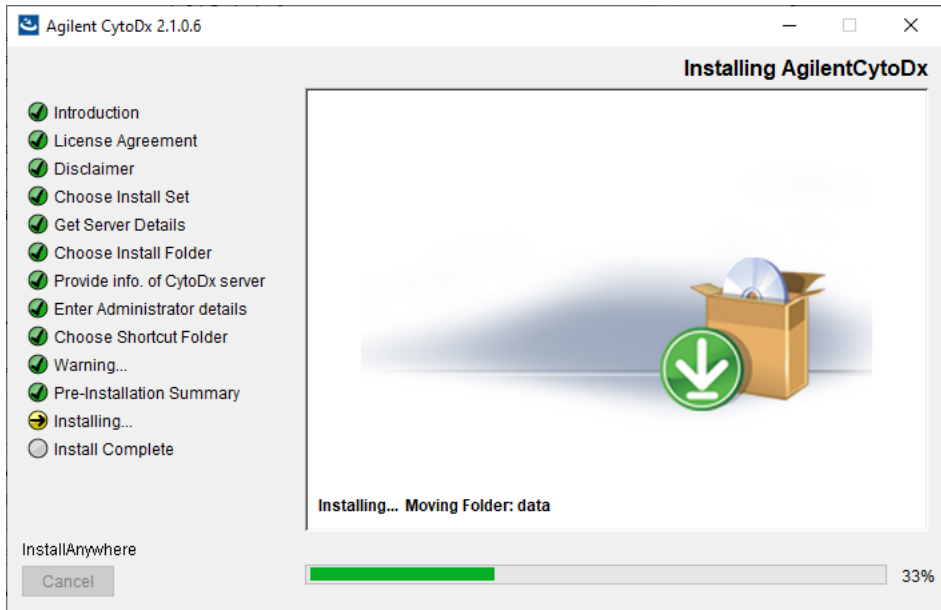 Agilent CytoDx 2.1.0.6
Installing AgilentCytoDx
Introduction
License Agreement
Disclaimer
Choose Install Set
Get Server Details
Choose Install Folder
Provide info. of CytoDx server
Enter Administrator details
Choose Shortcut Folder
Warning...
Pre-Installation Summary
Installing...
Install Complete
Installing... Moving Folder: data
InstallAnywhere
Cancel
33%